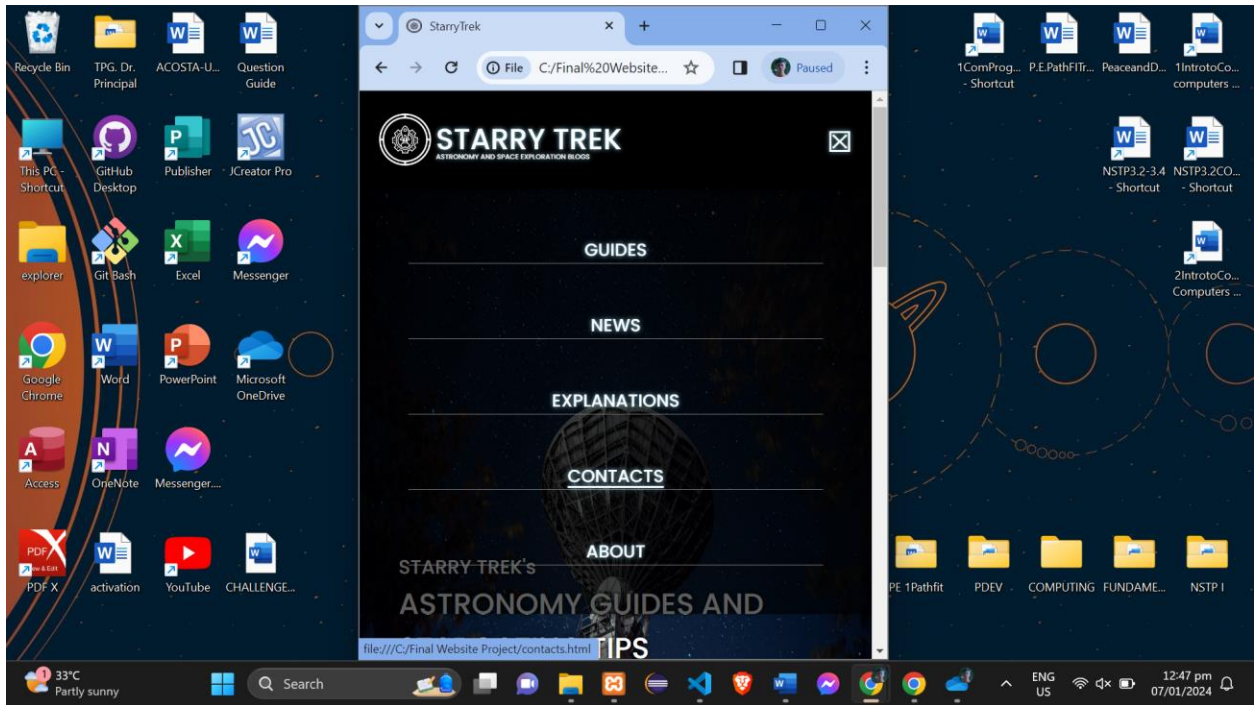 Recycle Bin
TPG. Dr.
Principal
ACOSTA-U...
Question
Guide
This PC -
Shortcut
GitHub
Desktop
Publisher
JCreator Pro
explorer
Git Bash
Excel
Messenger
Google
Chrome
Word
PowerPoint
Microsoft
OneDrive
Access
OneNote
Messenger....
PDF X
activation
YouTube
CHALLENGE...
StarryTrek
File C:/Final%20Website...
Paused
STARRY TREK
ASTRONOMY AND SPACE EXPLORATION BLOGS
GUIDES
NEWS
EXPLANATIONS
CONTACTS
ABOUT
STARRY TREK's
ASTRONOMY GUIDES AND
TIPS
file:///C:/Final Website Project/contacts.html
1ComProg...
- Shortcut
P.E.PathFITr...
PeaceandD...
1IntrotoCo...
computers ...
NSTP3.2-3.4
- Shortcut
NSTP3.2CO...
- Shortcut
2IntrotoCo...
Computers ...
PE 1Pathfit
PDEV
COMPUTING
FUNDAME...
NSTP I
33°C
Partly sunny
Search
ENG
US
12:47 pm
07/01/2024